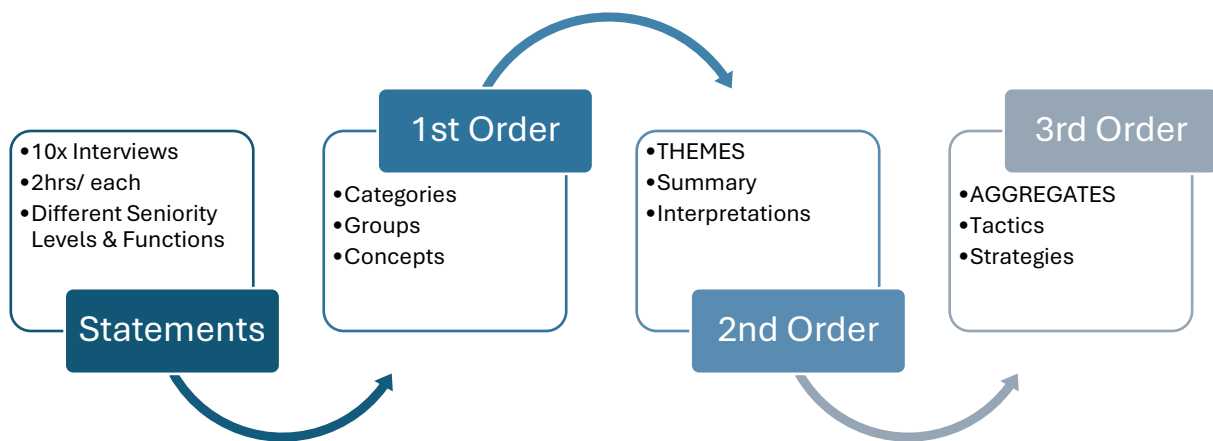 •10x Interviews
•2hrs/ each
•Different Seniority
Levels & Functions
Statements
1st Order
•Categories
•Groups
•Concepts
•THEMES
•Summary
•Interpretations
2nd Order
3rd Order
•AGGREGATES
•Tactics
•Strategies